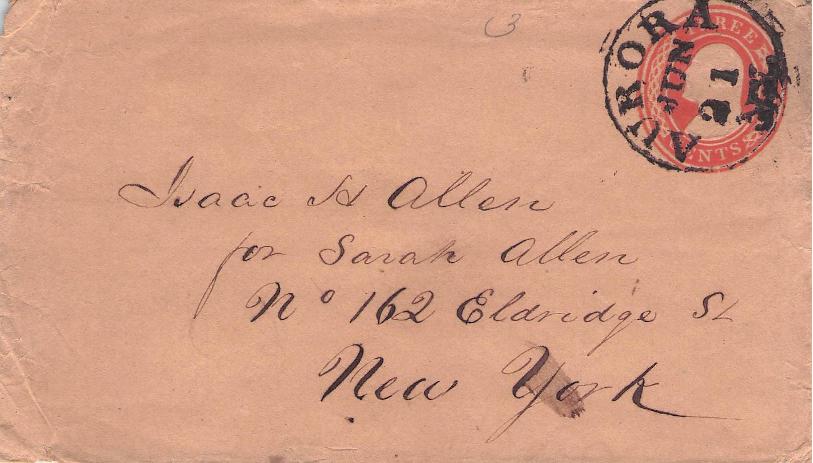 3
THREE
CENTS
AURORA
JUN
21
Isaac H Allen
for Sarah Allen
No 162 Eldridge St
New York